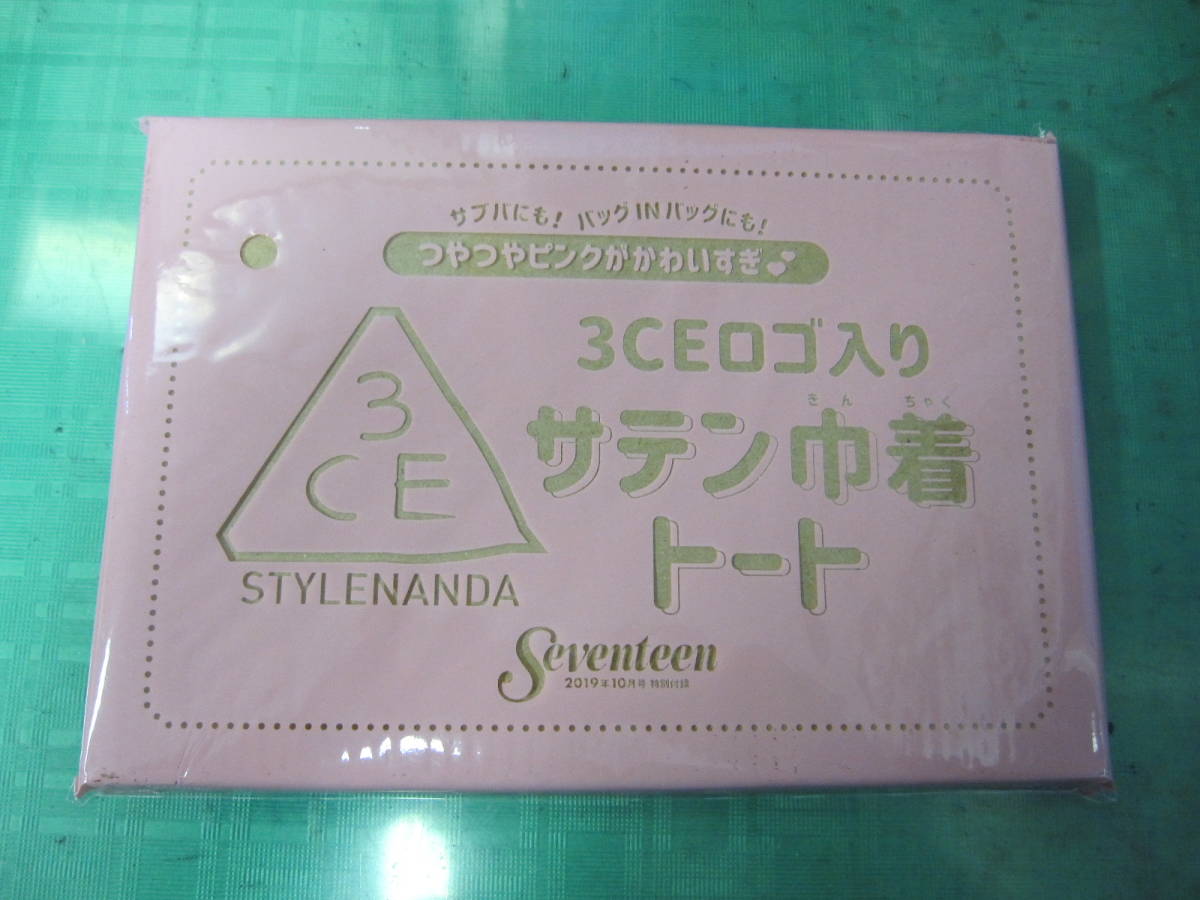 サブバにも! バッグINバッグにも!
つやつやピンクがかわいすぎ💕
3CE
STYLENANDA
3CEロゴ入り
サテン巾着
きん ちゃく
トート
Seventeen
2019年10月号 特別付録